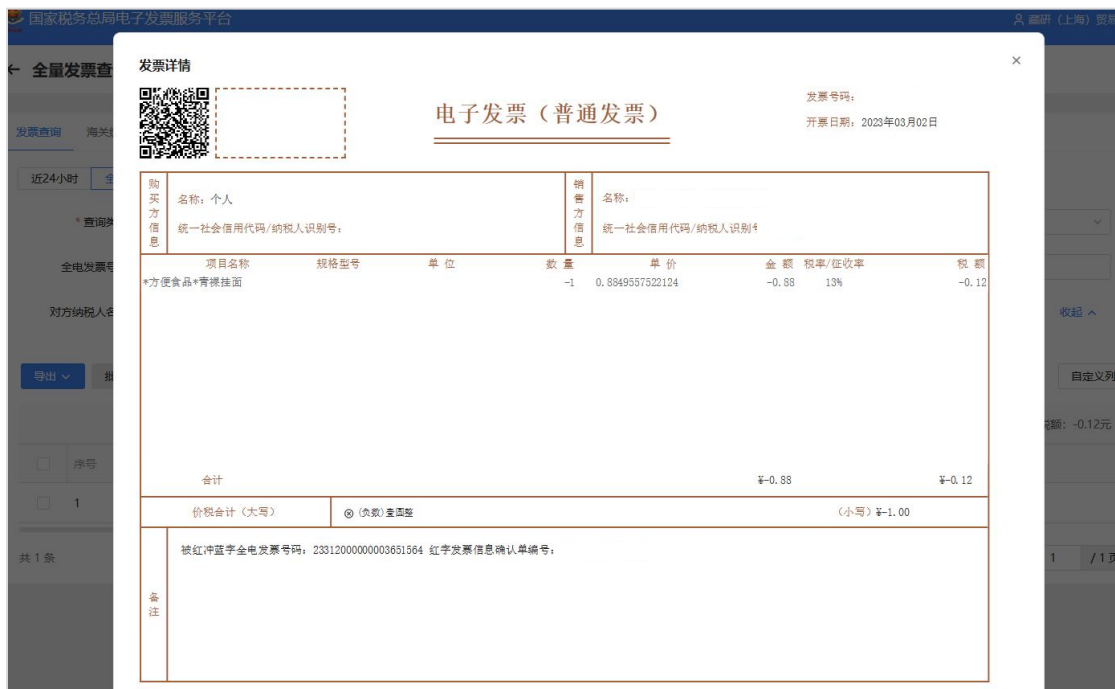 国家税务总局电子发票服务平台
(上海)贸易
← 全量发票查
发票详情
×
电子发票(普通发票)
发票号码:
开票日期: 2023年03月02日
发票查询 海关缴
近24小时 全
* 查询类
全电发票号
对方纳税人名
收起
导出 批
自定义列
税额: -0.12元
序号
1
共 1 条
1 / 1 页
购买方信息
名称: 个人
统一社会信用代码/纳税人识别号:
销售方信息
名称:
统一社会信用代码/纳税人识别号
项目名称 规格型号 单 位 数 量 单 价 金 额 税率/征收率 税 额
*方便食品*青稞挂面 -1 0.8849557522124 -0.88 13% -0.12
合计 ¥-0.88 ¥-0.12
价税合计(大写) ⊗ (负数)壹圆整 (小写) ¥-1.00
备注
被红冲蓝字全电发票号码: 23312000000003651564 红字发票信息确认单编号: